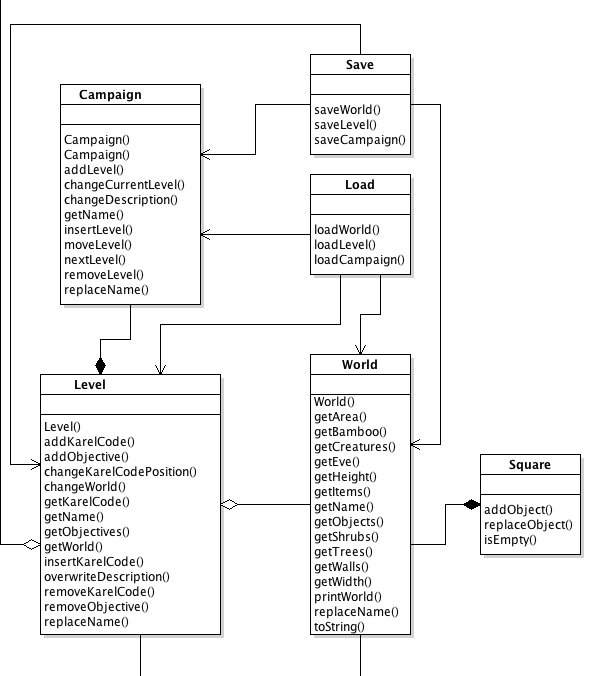 Save
saveWorld()
saveLevel()
saveCampaign()
Campaign
Campaign()
Campaign()
addLevel()
changeCurrentLevel()
changeDescription()
getName()
insertLevel()
moveLevel()
nextLevel()
removeLevel()
replaceName()
Load
loadWorld()
loadLevel()
loadCampaign()
Level
Level()
addKarelCode()
addObjective()
changeKarelCodePosition()
changeWorld()
getKarelCode()
getName()
getObjectives()
getWorld()
insertKarelCode()
overwriteDescription()
removeKarelCode()
removeObjective()
replaceName()
World
World()
getArea()
getBamboo()
getCreatures()
getEve()
getHeight()
getItems()
getName()
getObjects()
getShrubs()
getTrees()
getWalls()
getWidth()
printWorld()
replaceName()
toString()
Square
addObject()
replaceObject()
isEmpty()